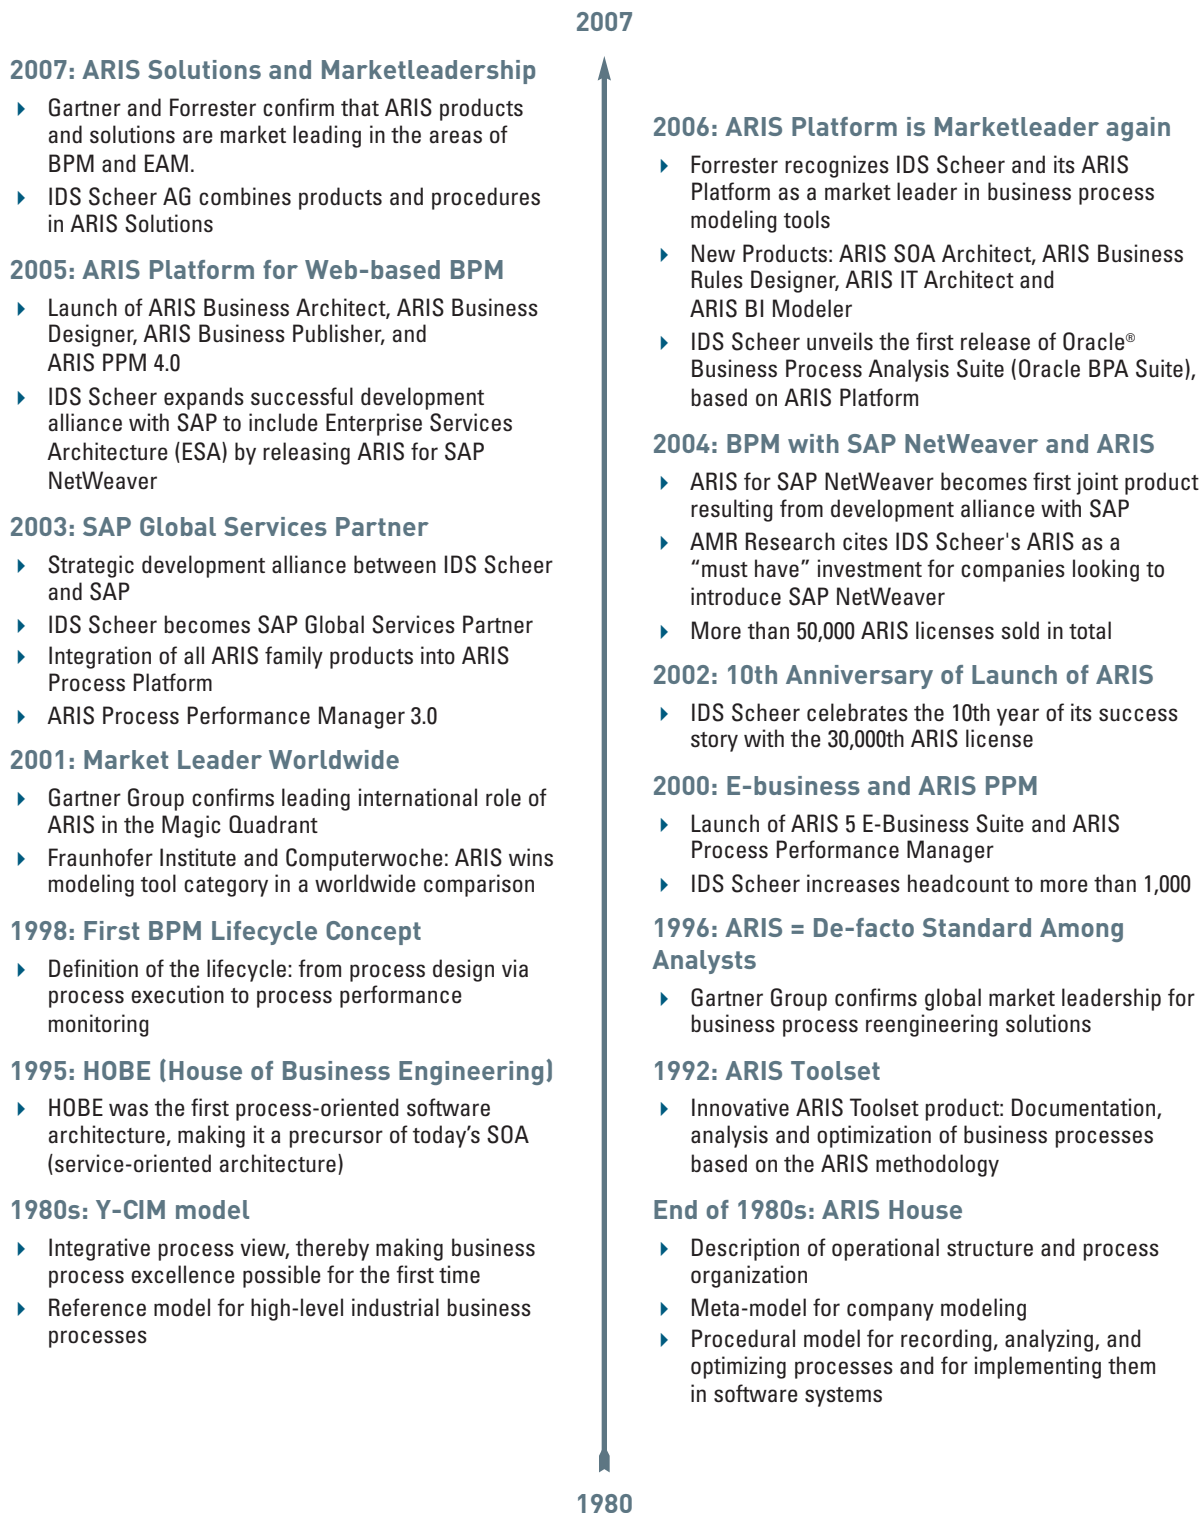 2007
2007: ARIS Solutions and Marketleadership
Gartner and Forrester confirm that ARIS products
and solutions are market leading in the areas of
BPM and EAM.
IDS Scheer AG combines products and procedures
in ARIS Solutions
2005: ARIS Platform for Web-based BPM
Launch of ARIS Business Architect, ARIS Business
Designer, ARIS Business Publisher, and
ARIS PPM 4.0
IDS Scheer expands successful development
alliance with SAP to include Enterprise Services
Architecture (ESA) by releasing ARIS for SAP
NetWeaver
2003: SAP Global Services Partner
Strategic development alliance between IDS Scheer
and SAP
IDS Scheer becomes SAP Global Services Partner
Integration of all ARIS family products into ARIS
Process Platform
ARIS Process Performance Manager 3.0
2001: Market Leader Worldwide
Gartner Group confirms leading international role of
ARIS in the Magic Quadrant
Fraunhofer Institute and Computerwoche: ARIS wins
modeling tool category in a worldwide comparison
1998: First BPM Lifecycle Concept
Definition of the lifecycle: from process design via
process execution to process performance
monitoring
1995: HOBE (House of Business Engineering)
HOBE was the first process-oriented software
architecture, making it a precursor of today’s SOA
(service-oriented architecture)
1980s: Y-CIM model
Integrative process view, thereby making business
process excellence possible for the first time
Reference model for high-level industrial business
processes
2006: ARIS Platform is Marketleader again
Forrester recognizes IDS Scheer and its ARIS
Platform as a market leader in business process
modeling tools
New Products: ARIS SOA Architect, ARIS Business
Rules Designer, ARIS IT Architect and
ARIS BI Modeler
IDS Scheer unveils the first release of Oracle®
Business Process Analysis Suite (Oracle BPA Suite),
based on ARIS Platform
2004: BPM with SAP NetWeaver and ARIS
ARIS for SAP NetWeaver becomes first joint product
resulting from development alliance with SAP
AMR Research cites IDS Scheer's ARIS as a
“must have” investment for companies looking to
introduce SAP NetWeaver
More than 50,000 ARIS licenses sold in total
2002: 10th Anniversary of Launch of ARIS
IDS Scheer celebrates the 10th year of its success
story with the 30,000th ARIS license
2000: E-business and ARIS PPM
Launch of ARIS 5 E-Business Suite and ARIS
Process Performance Manager
IDS Scheer increases headcount to more than 1,000
1996: ARIS = De-facto Standard Among
Analysts
Gartner Group confirms global market leadership for
business process reengineering solutions
1992: ARIS Toolset
Innovative ARIS Toolset product: Documentation,
analysis and optimization of business processes
based on the ARIS methodology
End of 1980s: ARIS House
Description of operational structure and process
organization
Meta-model for company modeling
Procedural model for recording, analyzing, and
optimizing processes and for implementing them
in software systems
1980